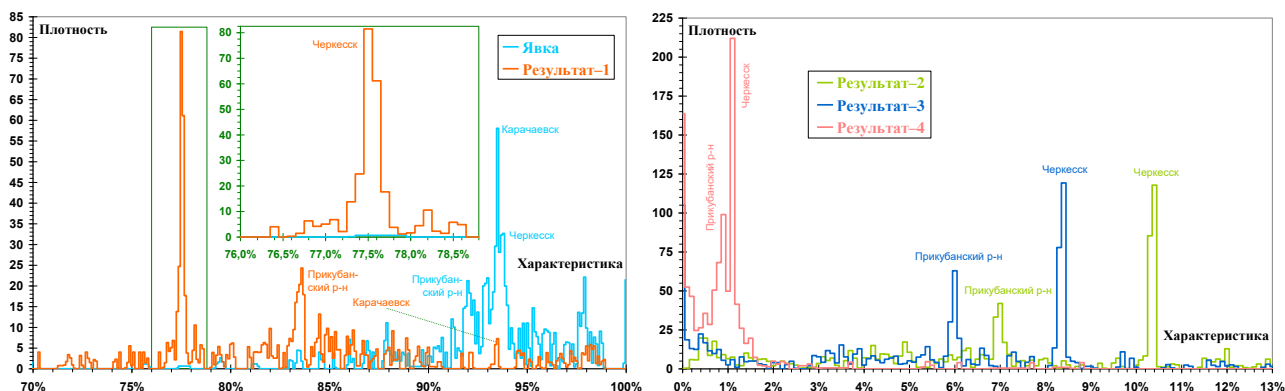 Плотность
85
80
75
70
65
60
55
50
45
40
35
30
25
20
15
10
5
0
70%
75%
80%
85%
90%
95%
100%
80
70
60
50
40
30
20
10
0
76,0%
76,5%
77,0%
77,5%
78,0%
78,5%
Черкесск
Явка
Результат–1
Карачаевск
Черкесск
Характеристика
Прикубан-
ский р-н
Прикубан-
ский р-н
Карачаевск
Плотность
225
200
175
150
125
100
75
50
25
0
0%
1%
2%
3%
4%
5%
6%
7%
8%
9%
10%
11%
12%
13%
Черкесск
Прикубанский р-н
Результат–2
Результат–3
Результат–4
Черкесск
Черкесск
Прикубанский р-н
Прикубанский р-н
Характеристика